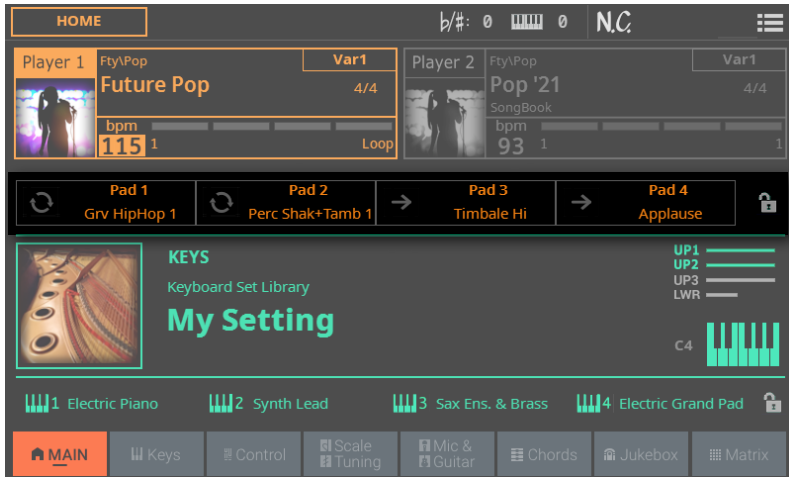 HOME
♭/♯: 0 0 N.C.
Player 1 Fty\Pop Var1
Future Pop 4/4
bpm
115 1 Loop
Player 2 Fty\Pop Var1
Pop '21 4/4
SongBook
bpm
93 1 1
Pad 1 Pad 2 Pad 3 Pad 4
Grv HipHop 1 Perc Shak+Tamb 1 Timbale Hi Applause
KEYS
Keyboard Set Library
My Setting
UP1
UP2
UP3
LWR
C4
1 Electric Piano 2 Synth Lead 3 Sax Ens. & Brass 4 Electric Grand Pad
MAIN Keys Control Scale Tuning Mic & Guitar Chords Jukebox Matrix